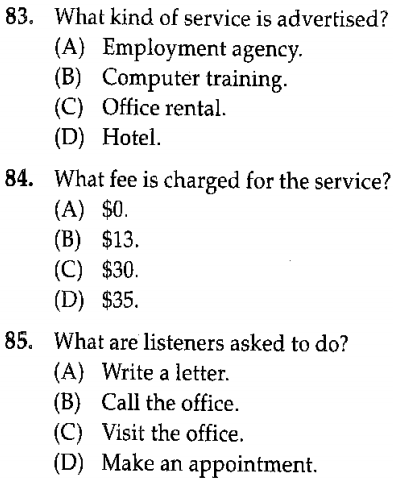 83. What kind of service is advertised?
(A) Employment agency.
(B) Computer training.
(C) Office rental.
(D) Hotel.
84. What fee is charged for the service?
(A) $0.
(B) $13.
(C) $30.
(D) $35.
85. What are listeners asked to do?
(A) Write a letter.
(B) Call the office.
(C) Visit the office.
(D) Make an appointment.